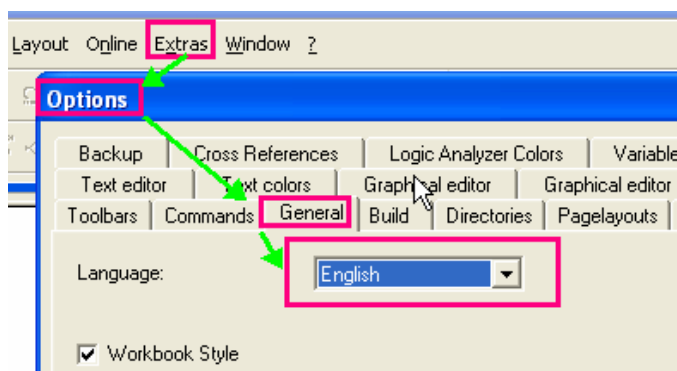 Layout Online Extras Window ?
Options
Backup Cross References Logic Analyzer Colors Variable
Text editor Text colors Graphical editor Graphical editor
Toolbars Commands General Build Directories Pagelayouts
Language: English
Workbook Style